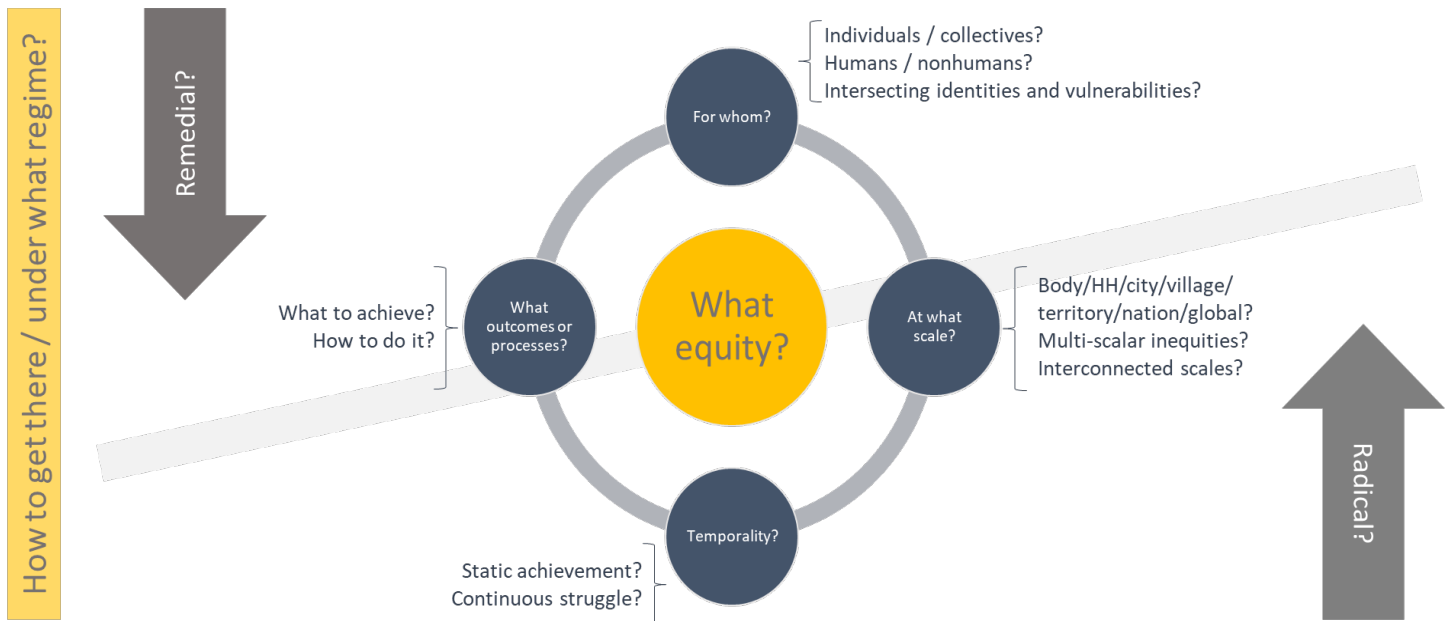 How to get there / under what regime?
Remedial?
For whom?
Individuals / collectives?
Humans / nonhumans?
Intersecting identities and vulnerabilities?
What to achieve?
How to do it?
What
outcomes or
processes?
What
equity?
At what
scale?
Body/HH/city/village/
territory/nation/global?
Multi-scalar inequities?
Interconnected scales?
Temporality?
Static achievement?
Continuous struggle?
Radical?